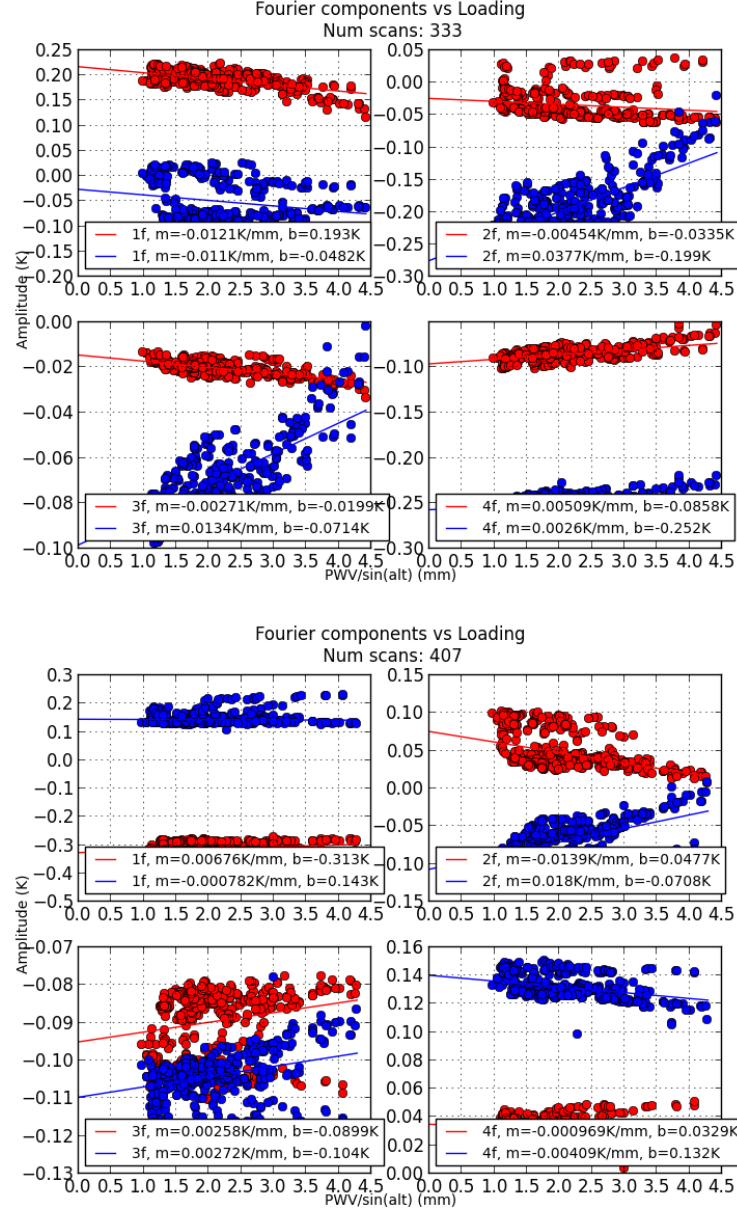 Fourier components vs Loading
Num scans: 333
0.25
0.20
0.15
0.10
0.05
0.00
−0.05
−0.10
−0.15
−0.20
1f, m=-0.0121K/mm, b=0.193K
1f, m=-0.011K/mm, b=-0.0482K
0.0 0.5 1.0 1.5 2.0 2.5 3.0 3.5 4.0 4.5
0.05
0.00
−0.05
−0.10
−0.15
−0.20
−0.25
−0.30
2f, m=-0.00454K/mm, b=-0.0335K
2f, m=0.0377K/mm, b=-0.199K
0.0 0.5 1.0 1.5 2.0 2.5 3.0 3.5 4.0 4.5
Amplitude (K)
0.00
−0.02
−0.04
−0.06
−0.08
−0.10
3f, m=-0.00271K/mm, b=-0.0199K
3f, m=0.0134K/mm, b=-0.0714K
0.0 0.5 1.0 1.5 2.0 2.5 3.0 3.5 4.0 4.5
−0.10
−0.15
−0.20
−0.25
−0.30
4f, m=0.00509K/mm, b=-0.0858K
4f, m=0.0026K/mm, b=-0.252K
0.0 0.5 1.0 1.5 2.0 2.5 3.0 3.5 4.0 4.5
PWV/sin(alt) (mm)
Fourier components vs Loading
Num scans: 407
0.3
0.2
0.1
0.0
−0.1
−0.2
−0.3
−0.4
−0.5
1f, m=0.00676K/mm, b=-0.313K
1f, m=-0.000782K/mm, b=0.143K
0.0 0.5 1.0 1.5 2.0 2.5 3.0 3.5 4.0 4.5
0.15
0.10
0.05
0.00
−0.05
−0.10
−0.15
2f, m=-0.0139K/mm, b=0.0477K
2f, m=0.018K/mm, b=-0.0708K
0.0 0.5 1.0 1.5 2.0 2.5 3.0 3.5 4.0 4.5
Amplitude (K)
−0.07
−0.08
−0.09
−0.10
−0.11
−0.12
−0.13
3f, m=0.00258K/mm, b=-0.0899K
3f, m=0.00272K/mm, b=-0.104K
0.0 0.5 1.0 1.5 2.0 2.5 3.0 3.5 4.0 4.5
0.16
0.14
0.12
0.10
0.08
0.06
0.04
0.02
0.00
4f, m=-0.000969K/mm, b=0.0329K
4f, m=-0.00409K/mm, b=0.132K
0.0 0.5 1.0 1.5 2.0 2.5 3.0 3.5 4.0 4.5
PWV/sin(alt) (mm)